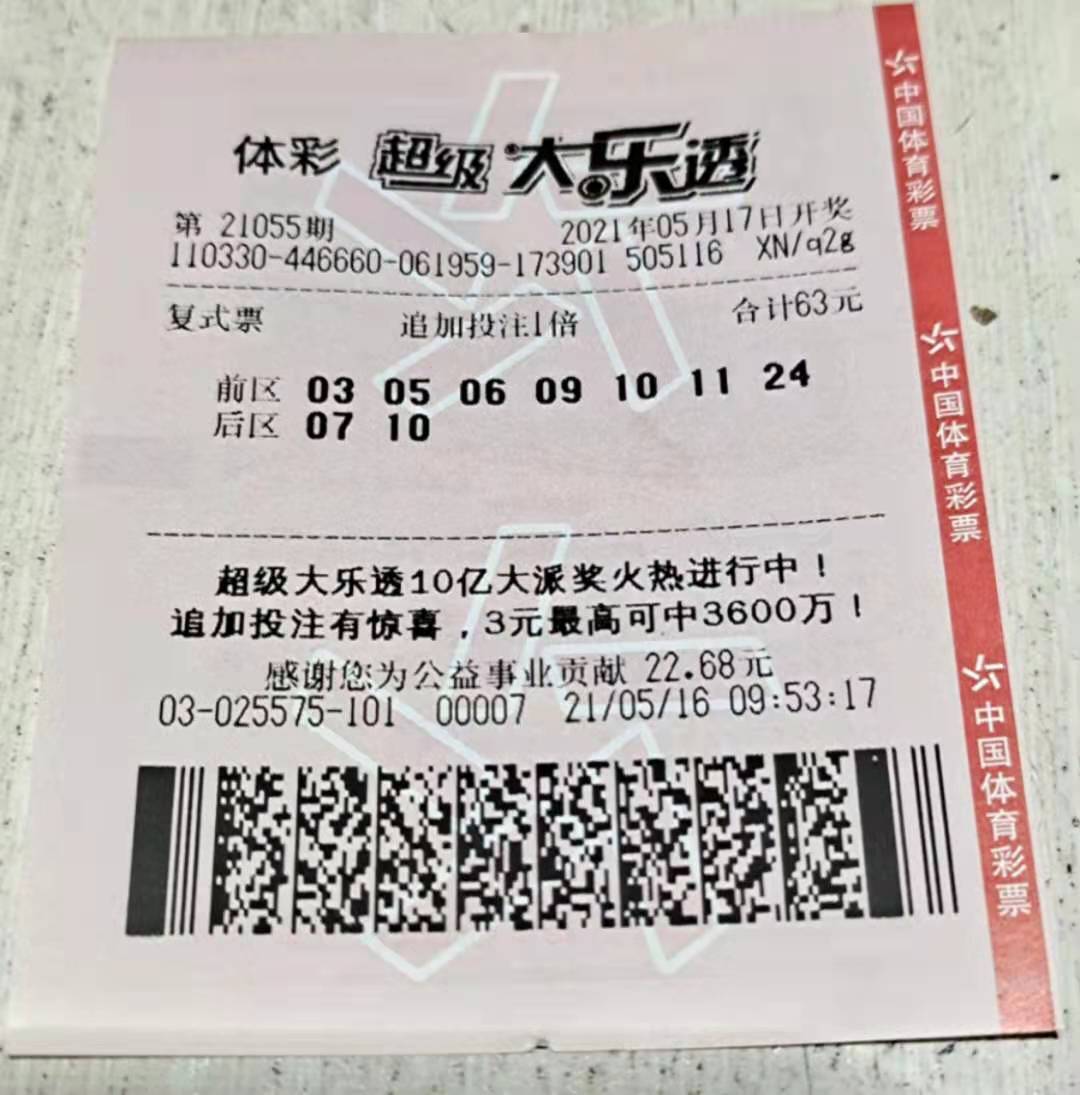 体彩 超级大乐透
第 21055期 2021年05月17日开奖
110330-446660-061959-173901 505116 XN/q2g
复式票 追加投注1倍 合计63元
前区 03 05 06 09 10 11 24
后区 07 10
超级大乐透10亿大派奖火热进行中！
追加投注有惊喜，3元最高可中3600万！
感谢您为公益事业贡献 22.68元
03-025575-101 00007 21/05/16 09:53:17
中国体育彩票
中国体育彩票
中国体育彩票